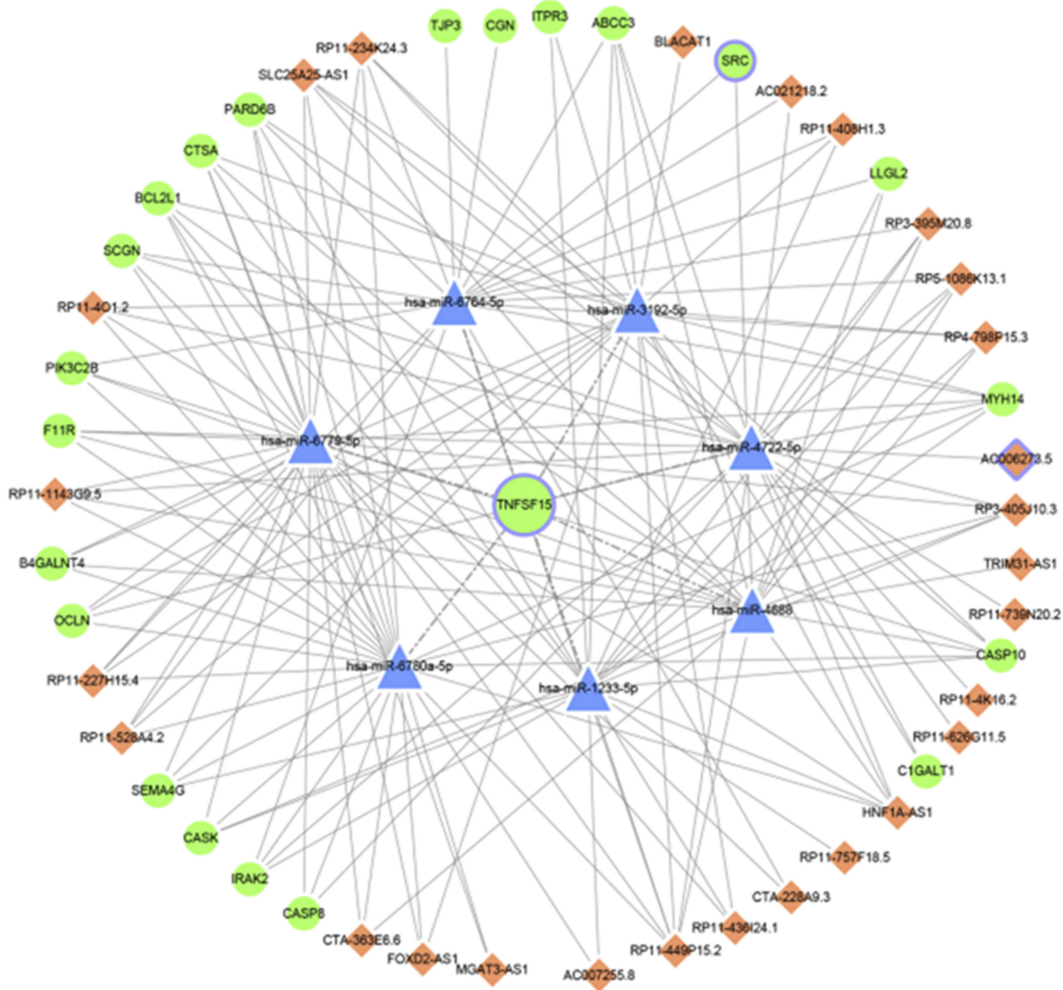 ITPR3
ABCC3
TJP3
CGN
BLACAT1
RP11-234K24.3
SRC
SLC25A25-AS1
AC021218.2
PARD6B
RP11-408H1.3
CTSA
LLGL2
BCL2L1
RP3-395M20.8
SCGN
RP5-1086K13.1
hsa-miR-6764-5p
RP11-4O1.2
hsa-miR-3192-5p
RP4-798P15.3
PIK3C2B
MYH14
F11R
hsa-miR-6779-5p
hsa-miR-4722-5p
AC006273.5
RP11-1143G9.5
TNFSF15
RP3-405J10.3
B4GALNT4
TRIM31-AS1
hsa-miR-4688
RP11-739N20.2
OCLN
CASP10
hsa-miR-6780a-5p
RP11-227H15.4
hsa-miR-1233-5p
RP11-4K16.2
RP11-528A4.2
RP11-626G11.5
C1GALT1
SEMA4G
HNF1A-AS1
CASK
RP11-757F18.5
IRAK2
CTA-228A9.3
CASP8
RP11-436I24.1
CTA-363E6.6
RP11-449P15.2
FOXD2-AS1
MGAT3-AS1
AC007255.8